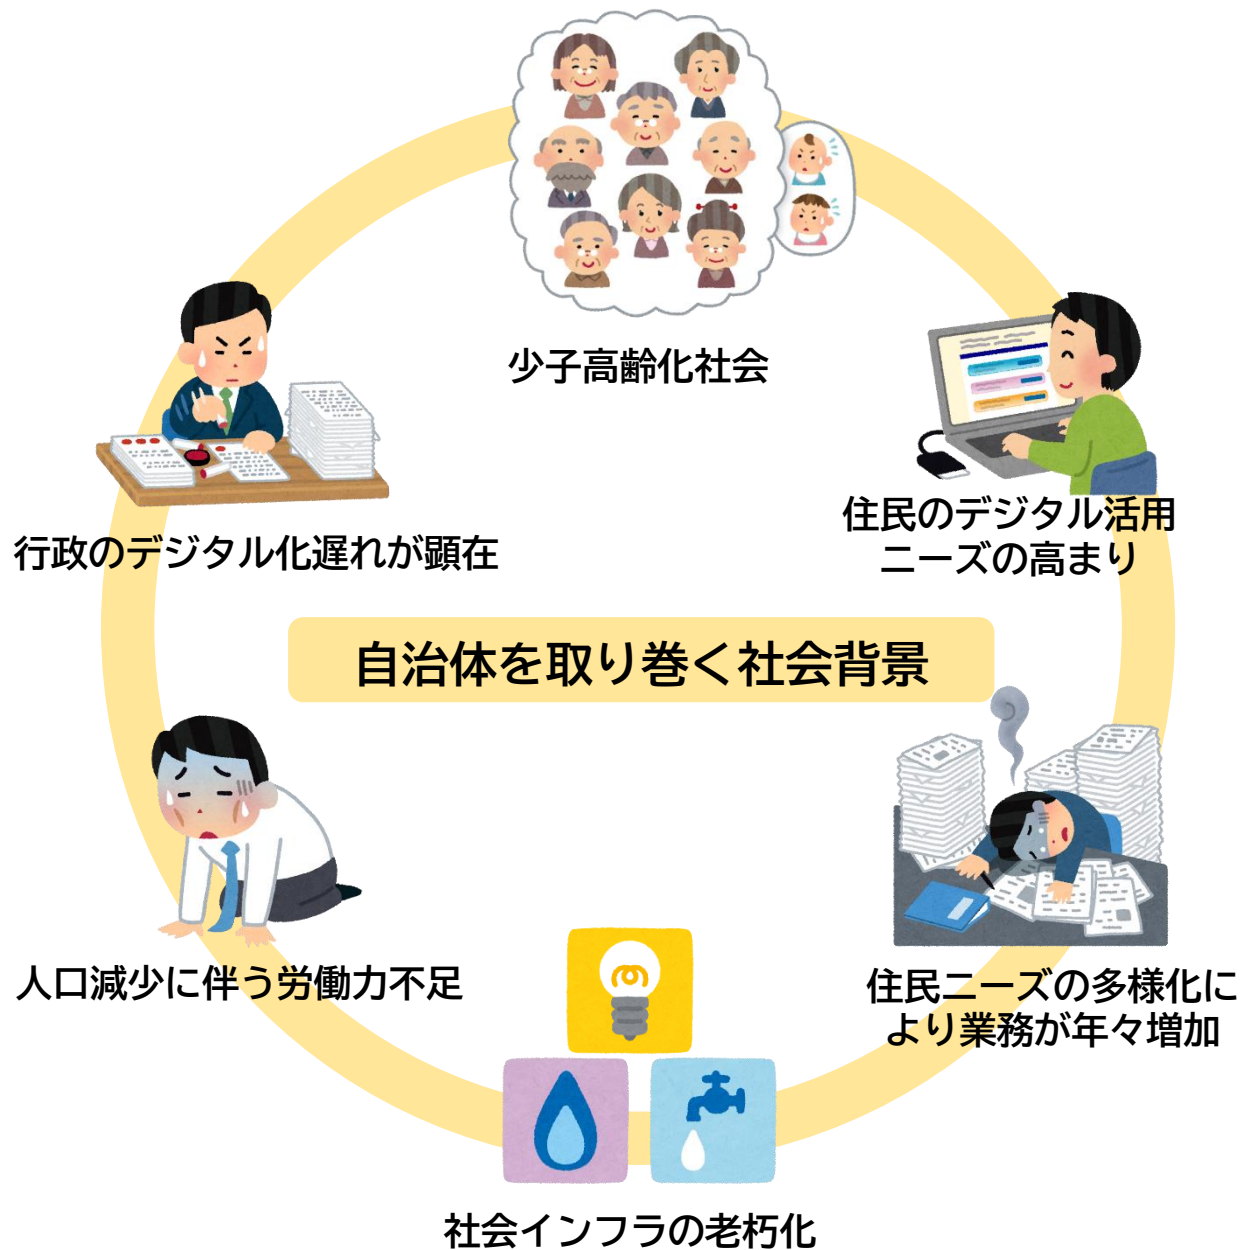 少子高齢化社会
住民のデジタル活用
ニーズの高まり
行政のデジタル化遅れが顕在
自治体を取り巻く社会背景
人口減少に伴う労働力不足
住民ニーズの多様化に
より業務が年々増加
社会インフラの老朽化